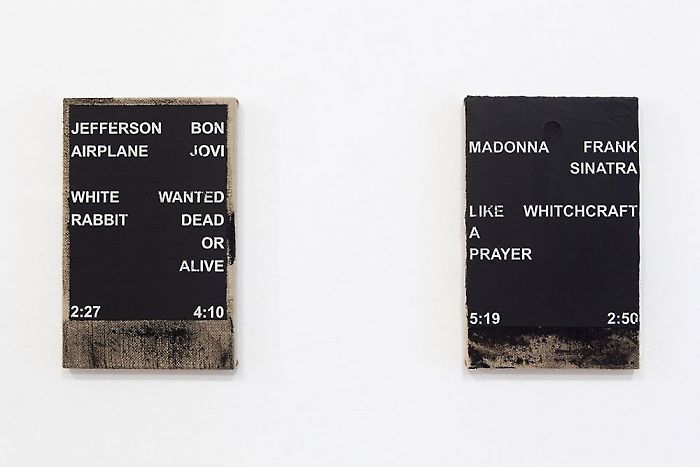 JEFFERSON BON
AIRPLANE JOVI
WHITE WANTED
RABBIT DEAD
OR
ALIVE
2:27 4:10
MADONNA FRANK
SINATRA
LIKE WHITCHCRAFT
A
PRAYER
5:19 2:50